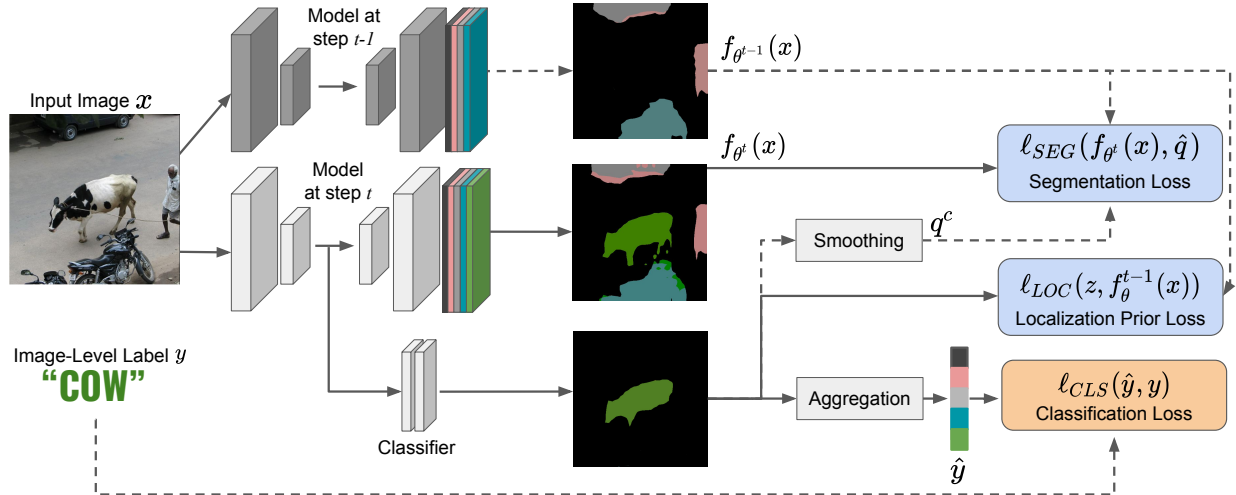 Model at
step t-1
f_{θ^{t-1}}(x)
Input Image x
f_{θ^t}(x)
ℓ_{SEG}(f_{θ^t}(x), q̂)
Segmentation Loss
Model
at step t
Smoothing
q^c
ℓ_{LOC}(z, f_θ^{t-1}(x))
Localization Prior Loss
Image-Level Label y
"COW"
Classifier
Aggregation
ŷ
ℓ_{CLS}(ŷ, y)
Classification Loss